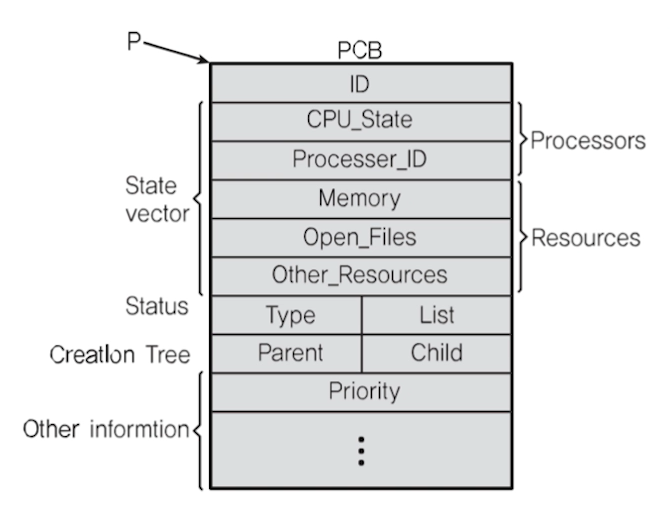 P
PCB
ID
CPU_State
Processer_ID
Processors
State
vector
Memory
Open_Files
Other_Resources
Resources
Status
Type
List
Creation Tree
Parent
Child
Priority
Other informtion